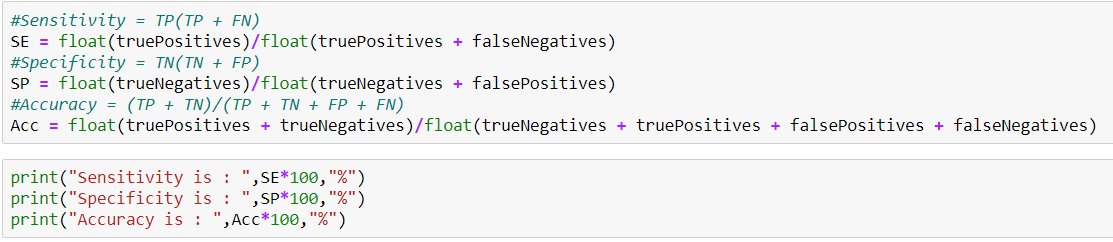 #Sensitivity = TP(TP + FN)
SE = float(truePositives)/float(truePositives + falseNegatives)
#Specificity = TN(TN + FP)
SP = float(trueNegatives)/float(trueNegatives + falsePositives)
#Accuracy = (TP + TN)/(TP + TN + FP + FN)
Acc = float(truePositives + trueNegatives)/float(trueNegatives + truePositives + falsePositives + falseNegatives)
print("Sensitivity is : ",SE*100,"%")
print("Specificity is : ",SP*100,"%")
print("Accuracy is : ",Acc*100,"%")